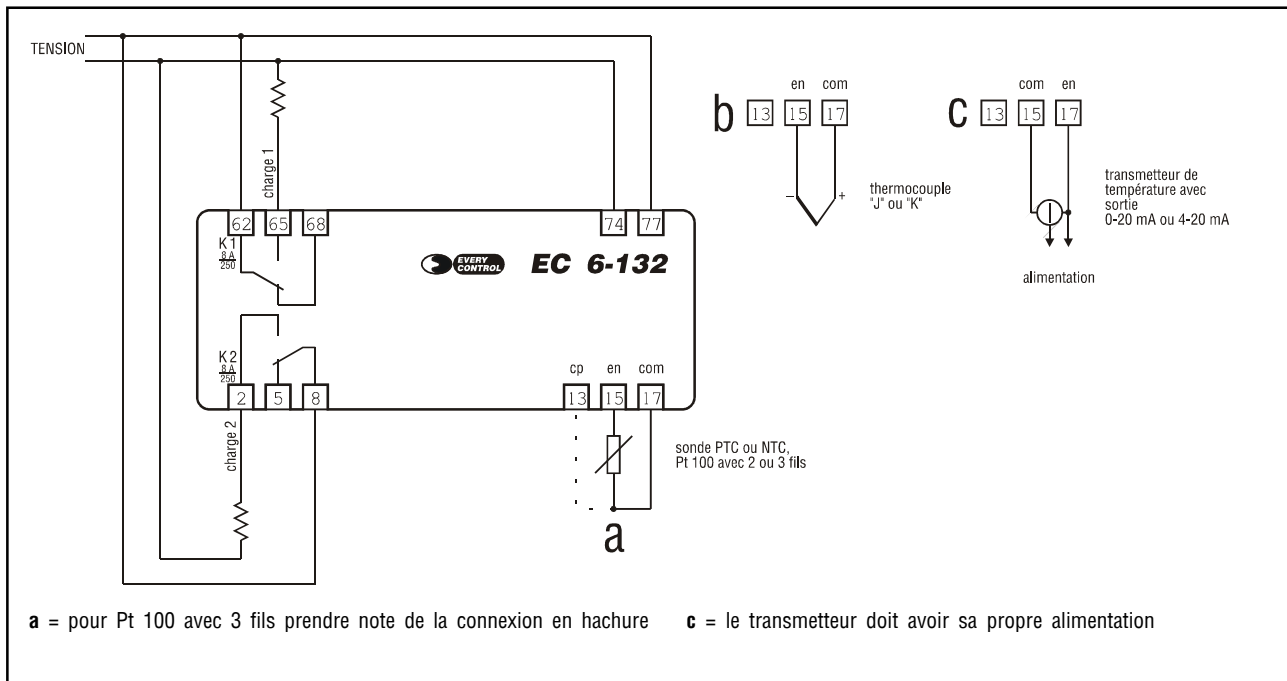 TENSION
charge 1
62 65 68 74 77
K 1
8 A
250
EVERY
CONTROL
EC 6-132
K 2
8 A
250
cp en com
2 5 8 13 15 17
charge 2
sonde PTC ou NTC,
Pt 100 avec 2 ou 3 fils
a
b
en com
13 15 17
– +
thermocouple
"J" ou "K"
c
com en
13 15 17
transmetteur de
température avec
sortie
0-20 mA ou 4-20 mA
alimentation
a = pour Pt 100 avec 3 fils prendre note de la connexion en hachure
c = le transmetteur doit avoir sa propre alimentation